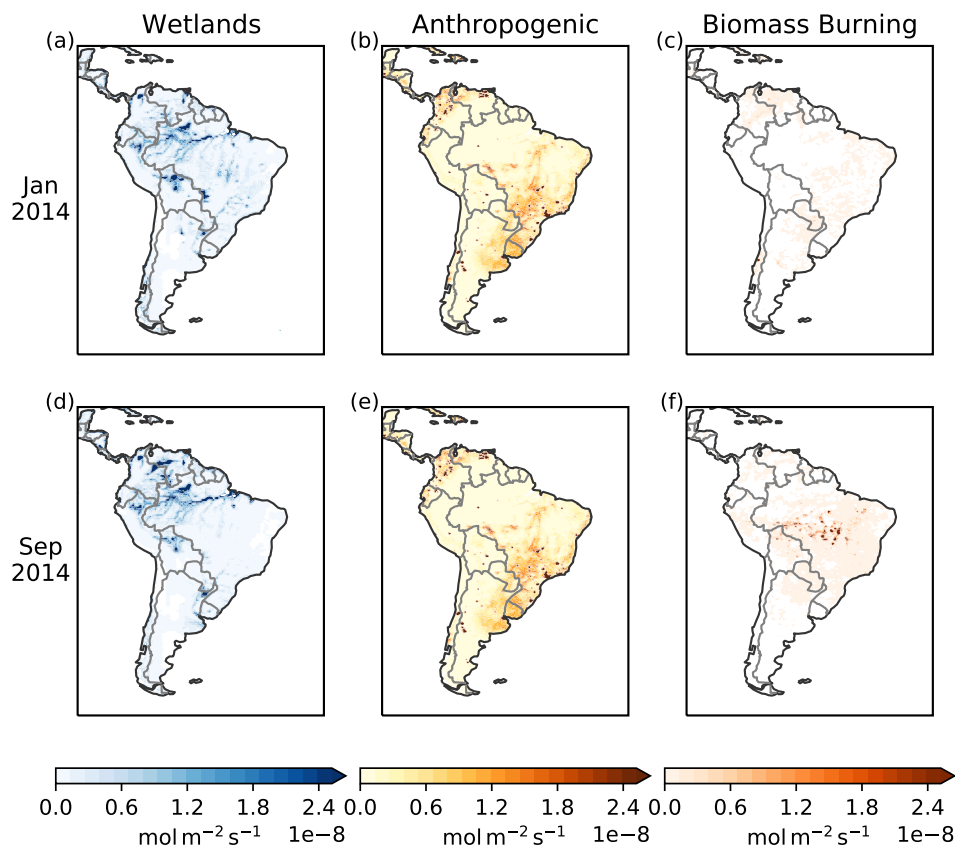 Wetlands Anthropogenic Biomass Burning
(a) (b) (c)
Jan
2014
(d) (e) (f)
Sep
2014
0.0 0.6 1.2 1.8 2.4 0.0 0.6 1.2 1.8 2.4 0.0 0.6 1.2 1.8 2.4
mol m⁻² s⁻¹ 1e−8 mol m⁻² s⁻¹ 1e−8 mol m⁻² s⁻¹ 1e−8